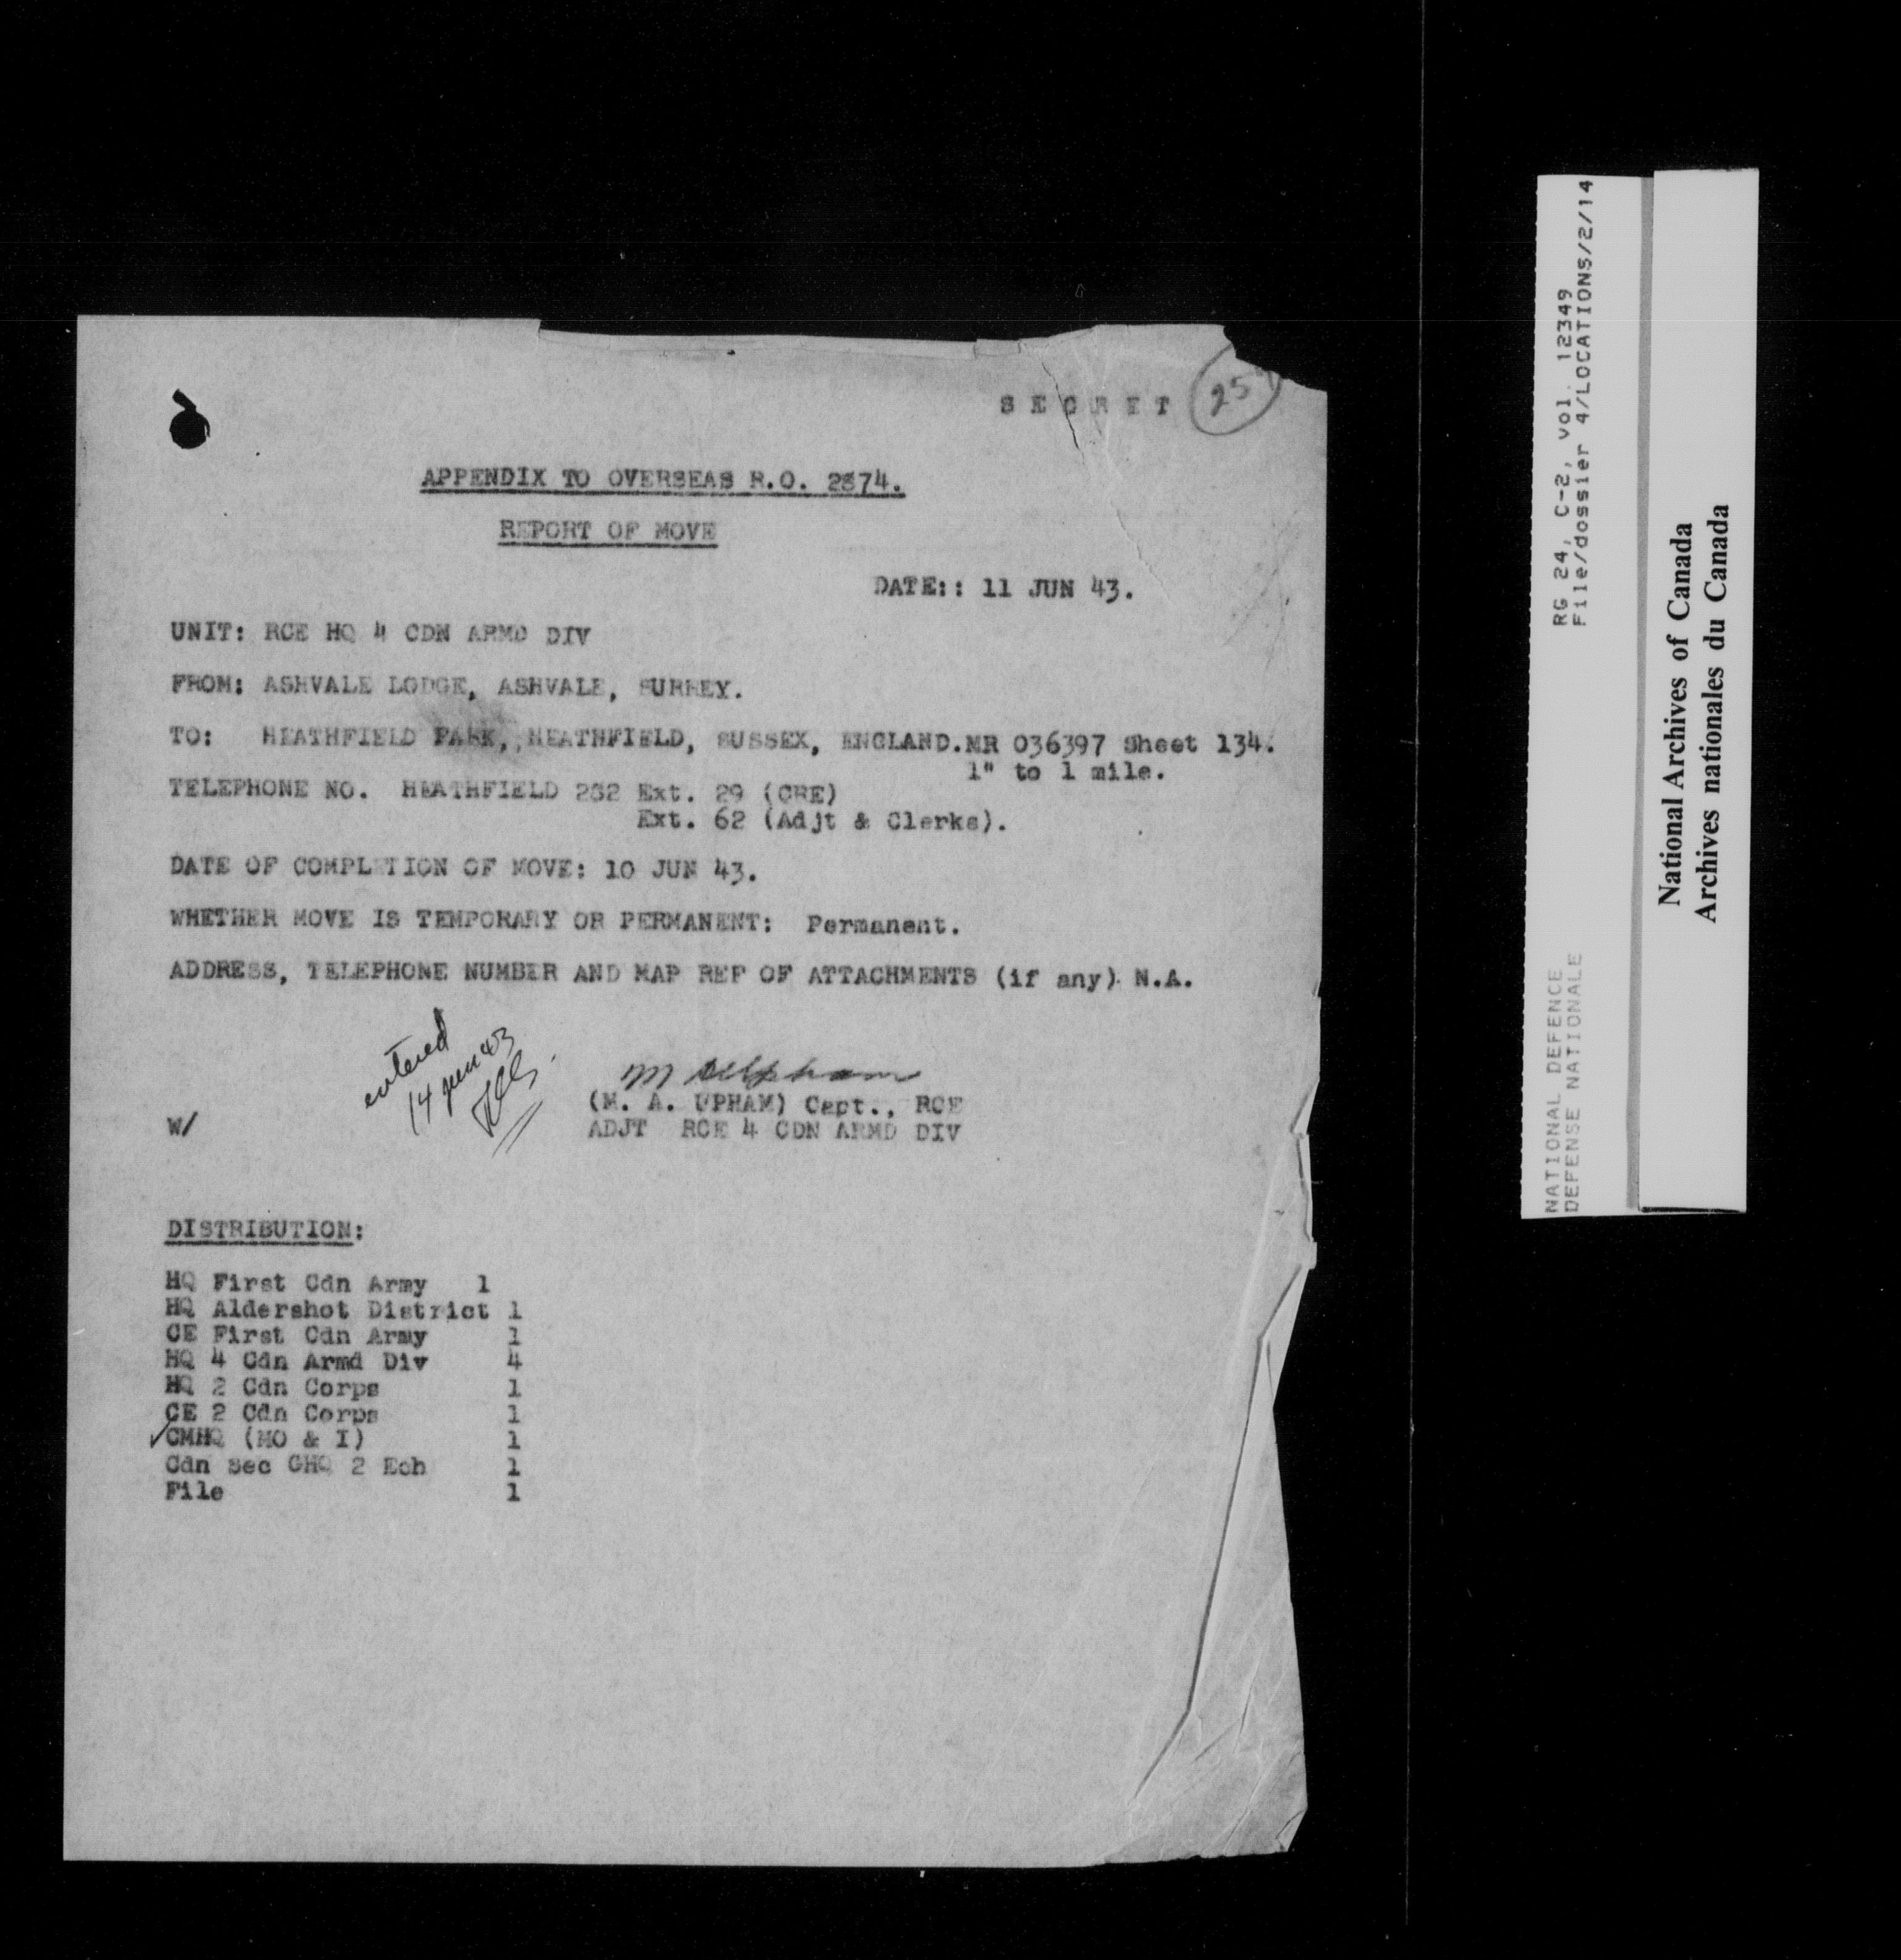 SECRET
25
APPENDIX TO OVERSEAS R.O. 2874.
REPORT OF MOVE
DATE:: 11 JUN 43.
UNIT: RCE HQ 4 CDN ARMD DIV
FROM: ASHVALE LODGE, ASHVALE, SURREY.
TO: HEATHFIELD PARK, HEATHFIELD, SUSSEX, ENGLAND.MR 036397 Sheet 134.
1" to 1 mile.
TELEPHONE NO. HEATHFIELD 262 Ext. 29 (CRE)
Ext. 62 (Adjt & Clerks).
DATE OF COMPLETION OF MOVE: 10 JUN 43.
WHETHER MOVE IS TEMPORARY OR PERMANENT: Permanent.
ADDRESS, TELEPHONE NUMBER AND MAP REF OF ATTACHMENTS (if any) N.A.
entered
14 Jun 43
M A Upham
(M. A. UPHAM) Capt., RCE
W/
ADJT RCE 4 CDN ARMD DIV
DISTRIBUTION:
HQ First Cdn Army 1
HQ Aldershot District 1
CE First Cdn Army 1
HQ 4 Cdn Armd Div 4
HQ 2 Cdn Corps 1
CE 2 Cdn Corps 1
✓CMHQ (MO & I) 1
Cdn Sec GHQ 2 Ech 1
File 1
RG 24, C-2, vol. 12349
File/dossier 4/LOCATIONS/2/14
NATIONAL DEFENCE
DEFENSE NATIONALE
National Archives of Canada
Archives nationales du Canada